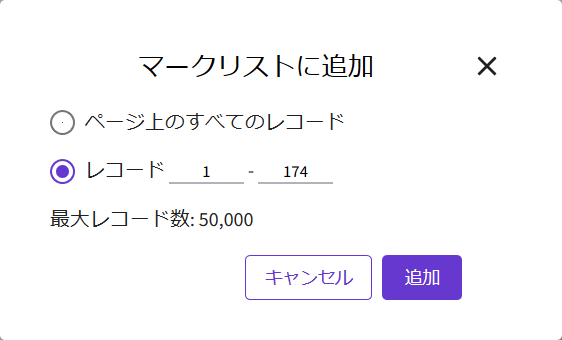 マークリストに追加
ページ上のすべてのレコード
レコード 1 - 174
最大レコード数: 50,000
キャンセル 追加